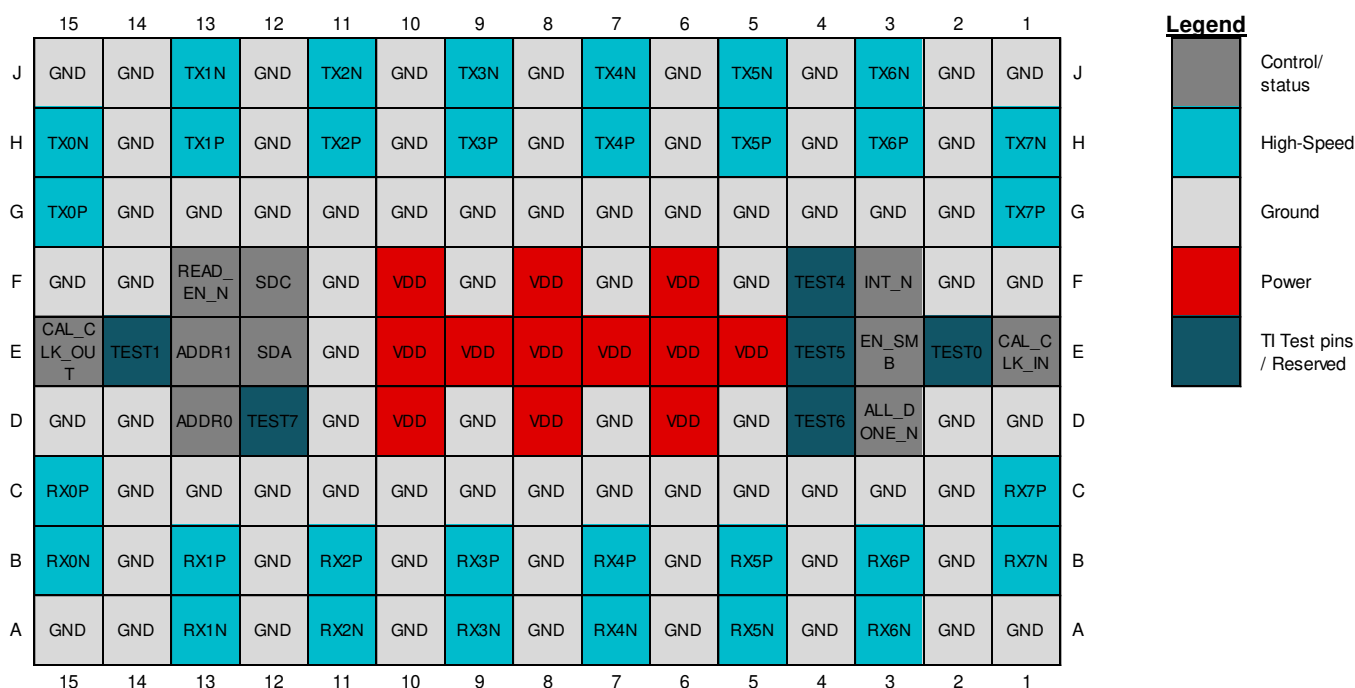 15 14 13 12 11 10 9 8 7 6 5 4 3 2 1
Legend
J GND GND TX1N GND TX2N GND TX3N GND TX4N GND TX5N GND TX6N GND GND J
Control/
status
H TX0N GND TX1P GND TX2P GND TX3P GND TX4P GND TX5P GND TX6P GND TX7N H
High-Speed
G TX0P GND GND GND GND GND GND GND GND GND GND GND GND GND TX7P G
Ground
F GND GND READ_
EN_N SDC GND VDD GND VDD GND VDD GND TEST4 INT_N GND GND F
Power
E CAL_C
LK_OU
T TEST1 ADDR1 SDA GND VDD VDD VDD VDD VDD VDD TEST5 EN_SM
B TEST0 CAL_C
LK_IN E
TI Test pins
/ Reserved
D GND GND ADDR0 TEST7 GND VDD GND VDD GND VDD GND TEST6 ALL_D
ONE_N GND GND D
C RX0P GND GND GND GND GND GND GND GND GND GND GND GND GND RX7P C
B RX0N GND RX1P GND RX2P GND RX3P GND RX4P GND RX5P GND RX6P GND RX7N B
A GND GND RX1N GND RX2N GND RX3N GND RX4N GND RX5N GND RX6N GND GND A
15 14 13 12 11 10 9 8 7 6 5 4 3 2 1